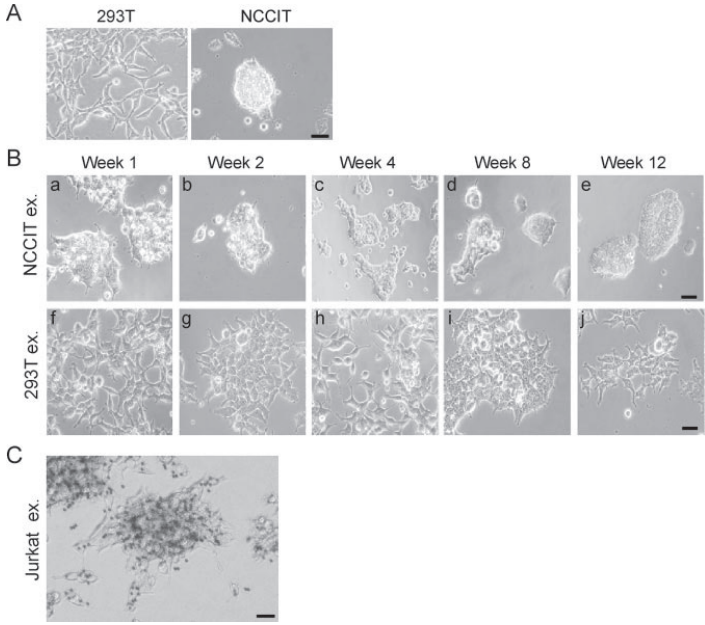 A
293T
NCCIT
B
Week 1
Week 2
Week 4
Week 8
Week 12
NCCIT ex.
a
b
c
d
e
293T ex.
f
g
h
i
j
C
Jurkat ex.